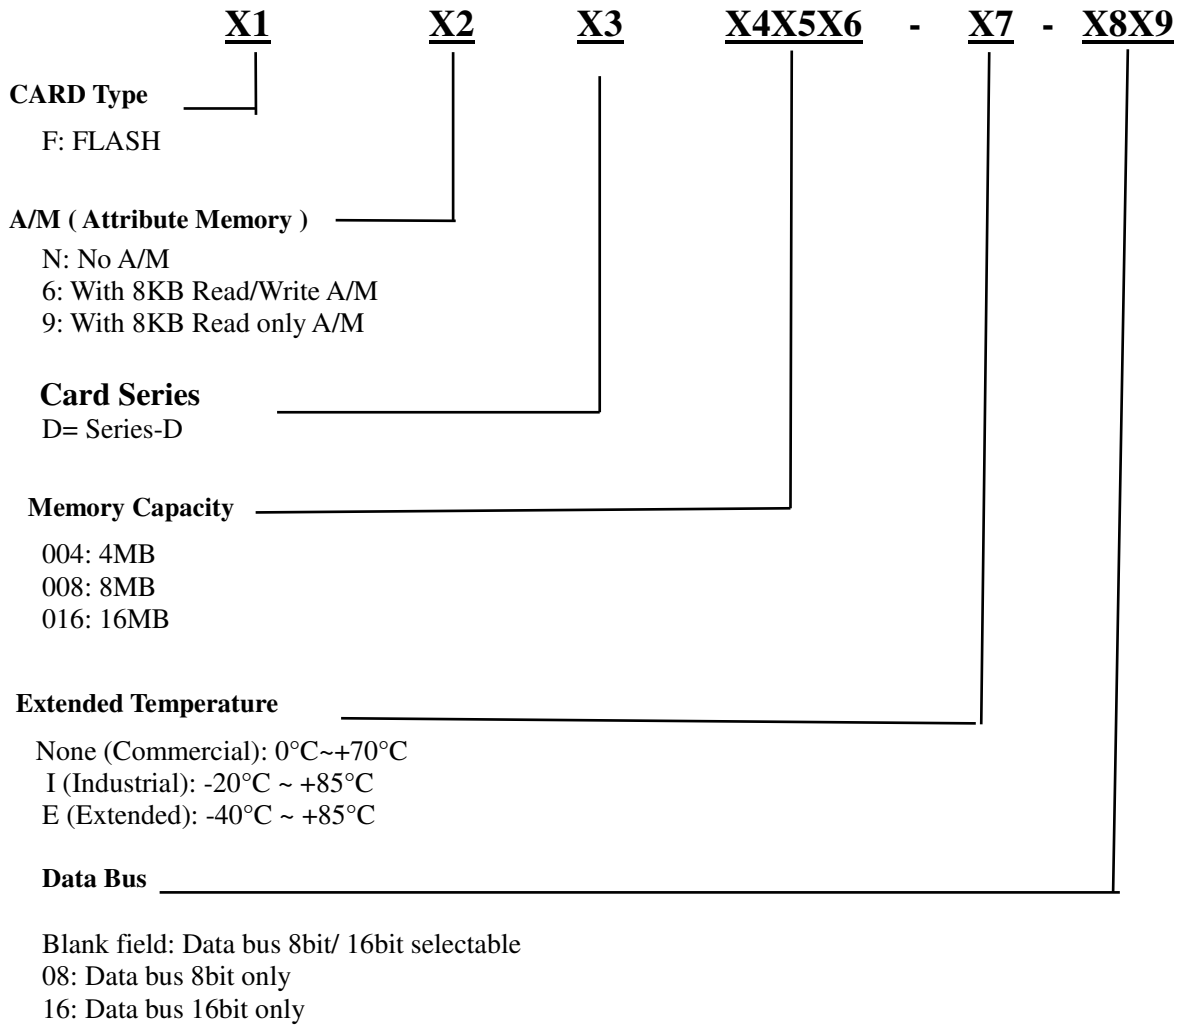 X1 X2 X3 X4X5X6 - X7 - X8X9
CARD Type
F: FLASH
A/M ( Attribute Memory )
N: No A/M
6: With 8KB Read/Write A/M
9: With 8KB Read only A/M
Card Series
D= Series-D
Memory Capacity
004: 4MB
008: 8MB
016: 16MB
Extended Temperature
None (Commercial): 0°C~+70°C
I (Industrial): -20°C ~ +85°C
E (Extended): -40°C ~ +85°C
Data Bus
Blank field: Data bus 8bit/ 16bit selectable
08: Data bus 8bit only
16: Data bus 16bit only